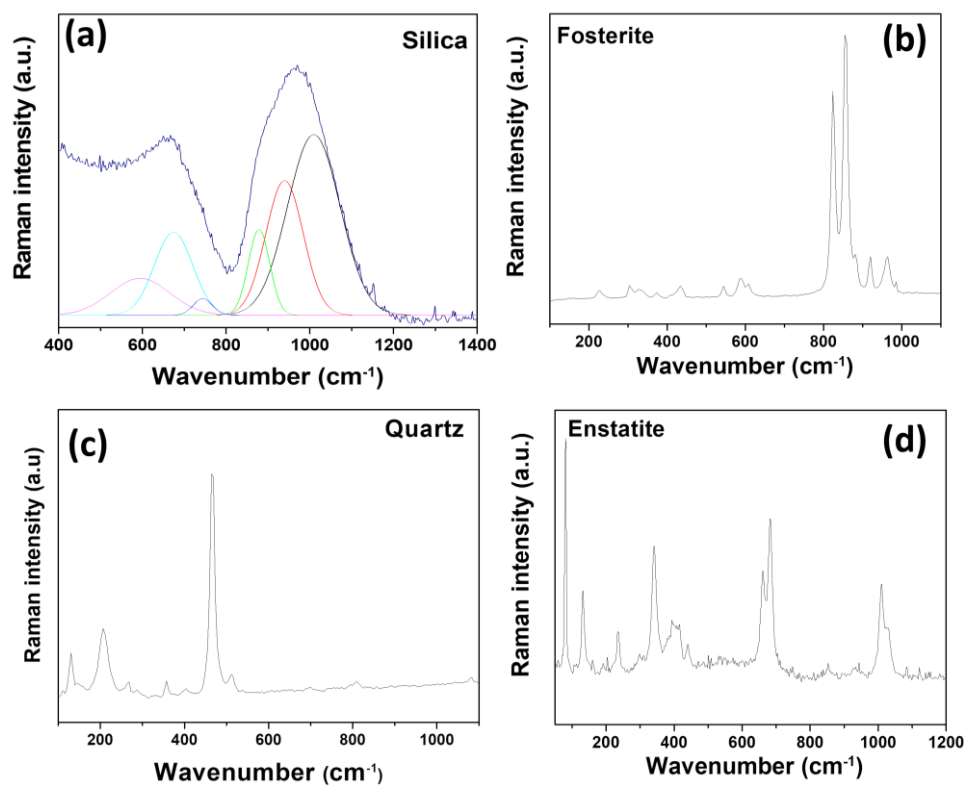 (a)
Silica
Raman intensity (a.u.)
400 600 800 1000 1200 1400
Wavenumber (cm⁻¹)
Fosterite
(b)
Raman intensity (a.u.)
200 400 600 800 1000
Wavenumber (cm⁻¹)
(c)
Quartz
Raman intensity (a.u)
200 400 600 800 1000
Wavenumber (cm⁻¹)
Enstatite
(d)
Raman intensity (a.u.)
200 400 600 800 1000 1200
Wavenumber (cm⁻¹)